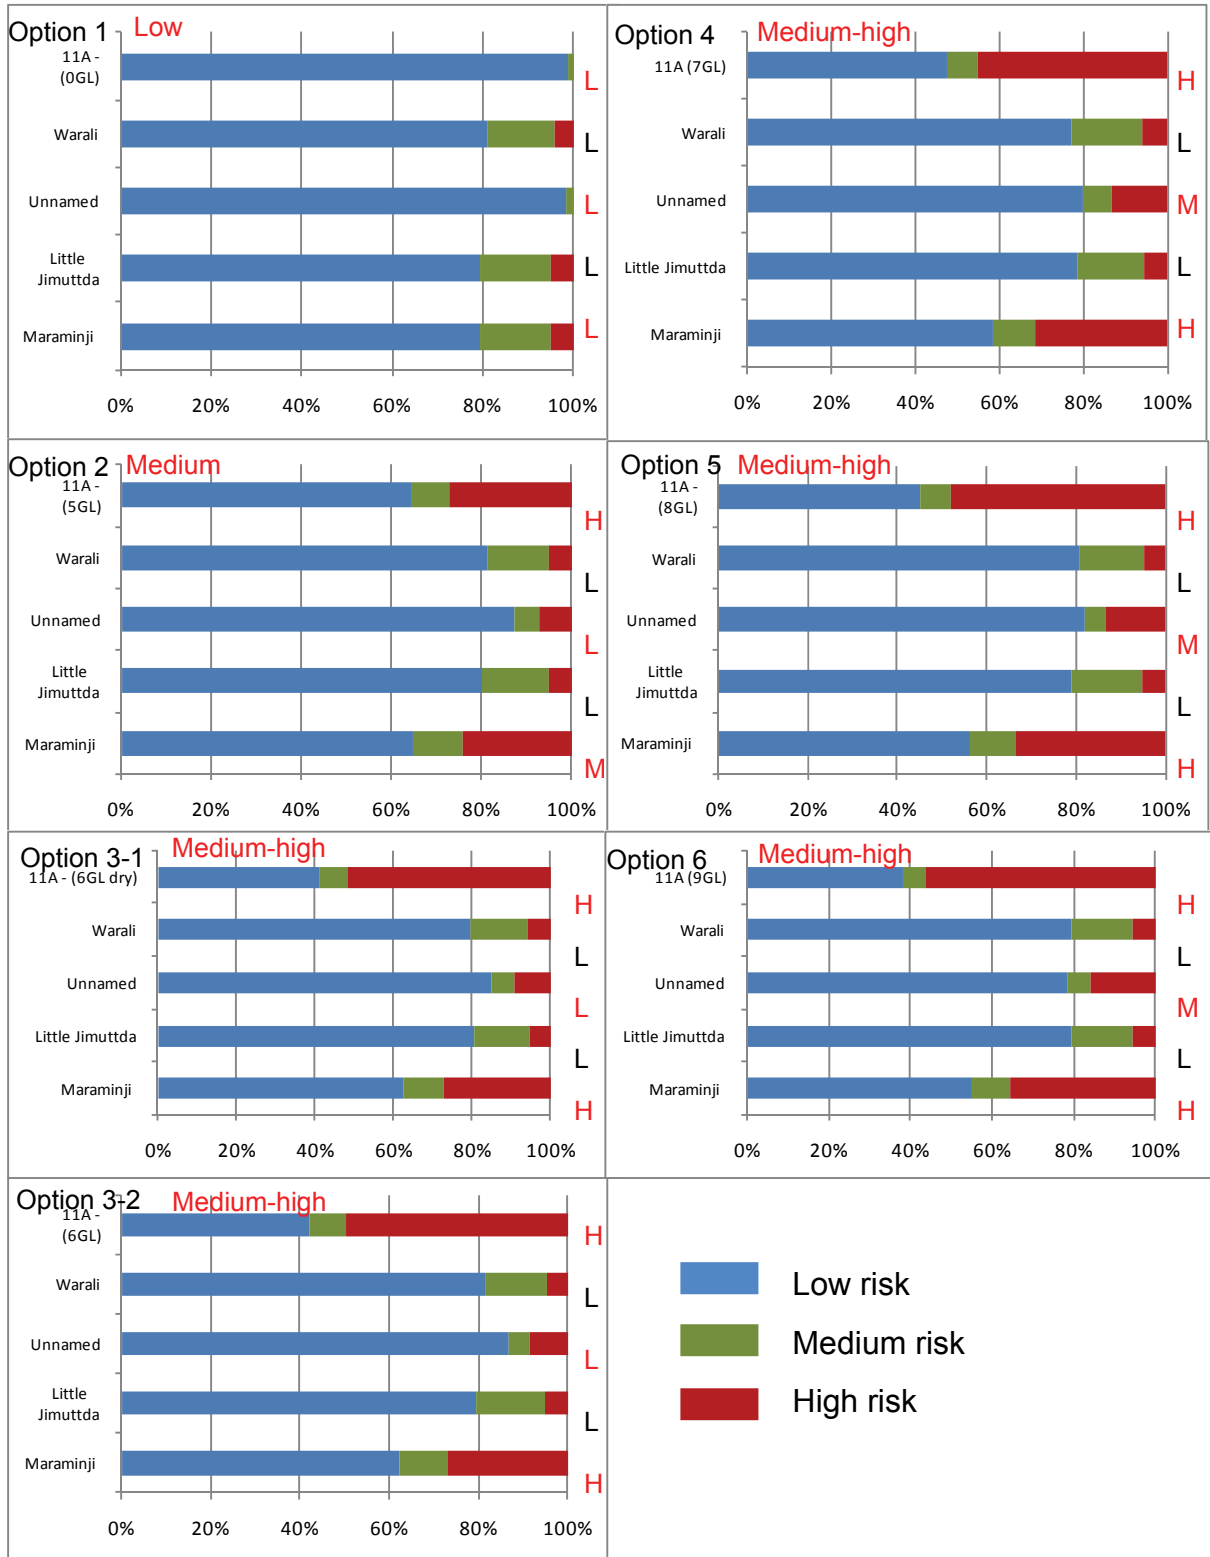 Option 1
Low
11A -
(0GL)
L
Warali
L
Unnamed
L
Little
Jimuttda
L
Maraminji
L
0% 20% 40% 60% 80% 100%
Option 4
Medium-high
11A (7GL)
H
Warali
L
Unnamed
M
Little Jimuttda
L
Maraminji
H
0% 20% 40% 60% 80% 100%
Option 2
Medium
11A -
(5GL)
H
Warali
L
Unnamed
L
Little
Jimuttda
L
Maraminji
M
0% 20% 40% 60% 80% 100%
Option 5
Medium-high
11A -
(8GL)
H
Warali
L
Unnamed
M
Little
Jimuttda
L
Maraminji
H
0% 20% 40% 60% 80% 100%
Option 3-1
Medium-high
11A - (6GL dry)
H
Warali
L
Unnamed
L
Little Jimuttda
L
Maraminji
H
0% 20% 40% 60% 80% 100%
Option 6
Medium-high
11A (9GL)
H
Warali
L
Unnamed
M
Little Jimuttda
L
Maraminji
H
0% 20% 40% 60% 80% 100%
Option 3-2
Medium-high
11A -
(6GL)
H
Warali
L
Unnamed
L
Little
Jimuttda
L
Maraminji
H
0% 20% 40% 60% 80% 100%
Low risk
Medium risk
High risk